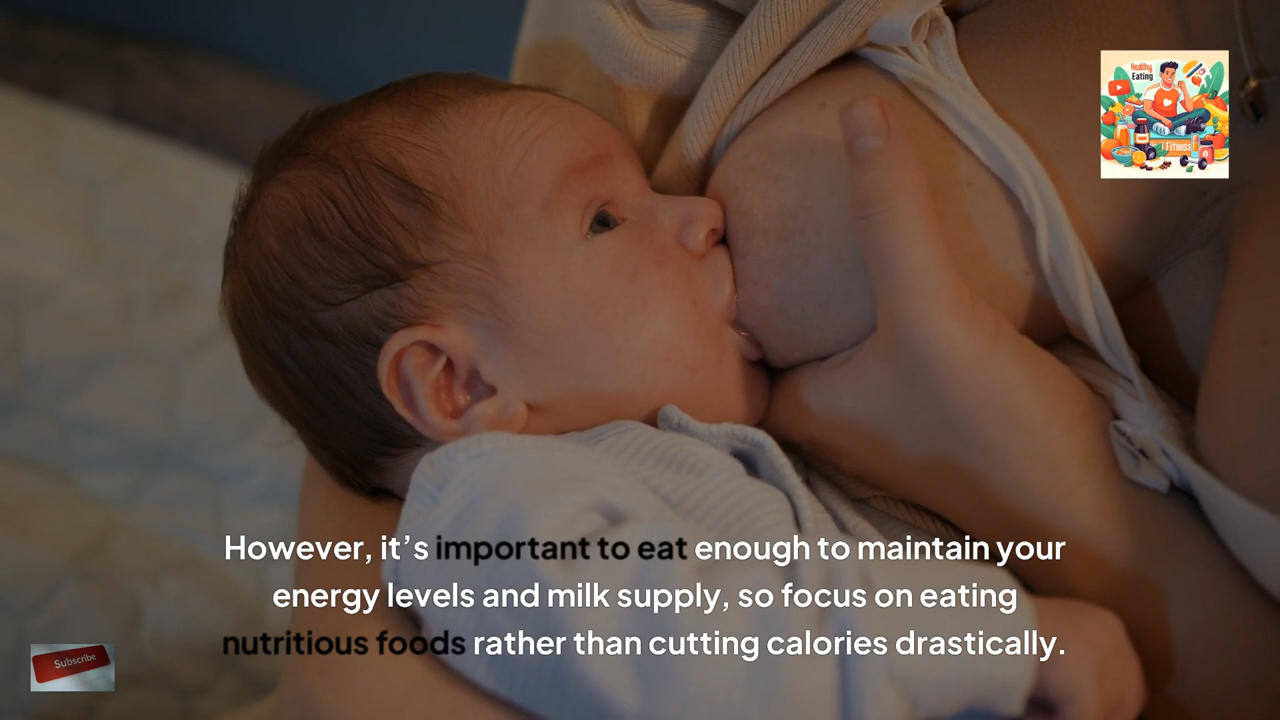 Healthy
Eating
Fitness
However, it's important to eat enough to maintain your
energy levels and milk supply, so focus on eating
nutritious foods rather than cutting calories drastically.
Subscribe